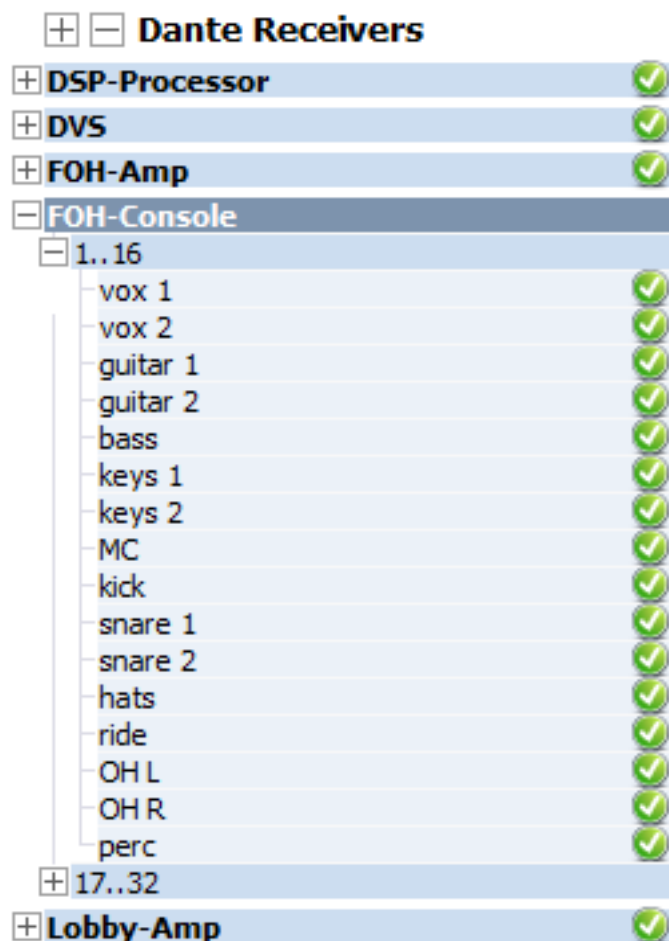 Dante Receivers
DSP-Processor
DVS
FOH-Amp
FOH-Console
1..16
vox 1
vox 2
guitar 1
guitar 2
bass
keys 1
keys 2
MC
kick
snare 1
snare 2
hats
ride
OH L
OH R
perc
17..32
Lobby-Amp